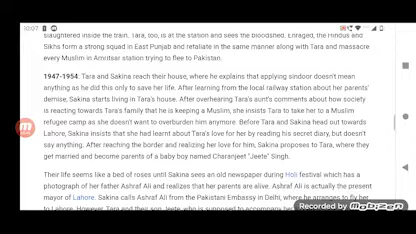 10:07
slaughtered inside the train. Tara, too, is at the station and sees the bloodshed. Enraged, the Hindus and
Sikhs form a strong squad in East Punjab and retaliate in the same manner along with Tara and massacre
every Muslim in Amritsar station trying to flee to Pakistan.
1947-1954: Tara and Sakina reach their house, where he explains that applying sindoor doesn't mean
anything as he did this only to save her life. After learning from the local railway station about her parents'
demise, Sakina starts living in Tara's house. After overhearing Tara's aunt's comments about how society
is reacting towards Tara's family that he is keeping a Muslim, she insists Tara to take her to a Muslim
refugee camp as she doesn't want to overburden him anymore. Before Tara and Sakina head out towards
Lahore, Sakina insists that she had learnt about Tara's love for her by reading his secret diary, but doesn't
say anything. After reaching the border and realizing her love for him, Sakina proposes to Tara, where they
get married and become parents of a baby boy named Charanjeet "Jeete" Singh.
Their life seems like a bed of roses until Sakina sees an old newspaper during Holi festival which has a
photograph of her father Ashraf Ali and realizes that her parents are alive. Ashraf Ali is actually the present
mayor of Lahore. Sakina calls Ashraf Ali from the Pakistani Embassy in Delhi, where he arranges to fly her
to Lahore. However Tara and their son Jeete, who is supposed to accompany her
Recorded by mobizen